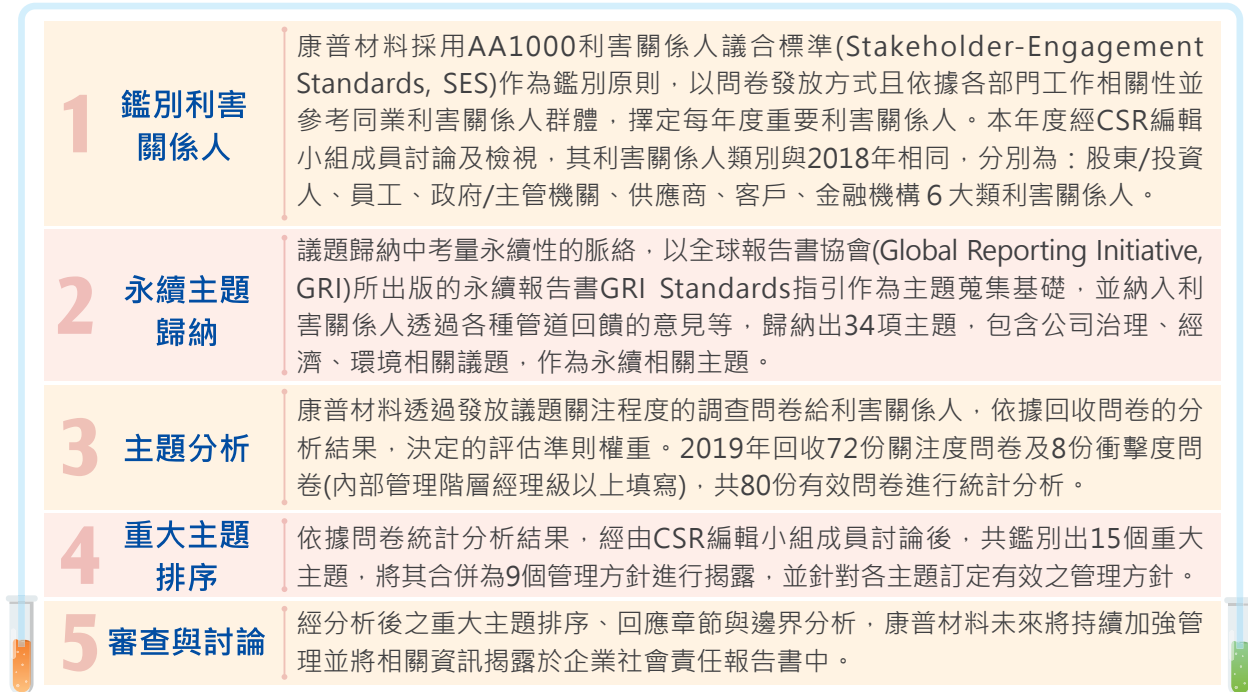 1
鑑別利害
關係人
康普材料採用AA1000利害關係人議合標準(Stakeholder-Engagement
Standards, SES)作為鑑別原則，以問卷發放方式且依據各部門工作相關性並
參考同業利害關係人群體，擇定每年度重要利害關係人。本年度經CSR編輯
小組成員討論及檢視，其利害關係人類別與2018年相同，分別為：股東/投資
人、員工、政府/主管機關、供應商、客戶、金融機構６大類利害關係人。
2
永續主題
歸納
議題歸納中考量永續性的脈絡，以全球報告書協會(Global Reporting Initiative,
GRI)所出版的永續報告書GRI Standards指引作為主題蒐集基礎，並納入利
害關係人透過各種管道回饋的意見等，歸納出34項主題，包含公司治理、經
濟、環境相關議題，作為永續相關主題。
3
主題分析
康普材料透過發放議題關注程度的調查問卷給利害關係人，依據回收問卷的分
析結果，決定的評估準則權重。2019年回收72份關注度問卷及8份衝擊度問
卷(內部管理階層經理級以上填寫)，共80份有效問卷進行統計分析。
4
重大主題
排序
依據問卷統計分析結果，經由CSR編輯小組成員討論後，共鑑別出15個重大
主題，將其合併為9個管理方針進行揭露，並針對各主題訂定有效之管理方針。
5
審查與討論
經分析後之重大主題排序、回應章節與邊界分析，康普材料未來將持續加強管
理並將相關資訊揭露於企業社會責任報告書中。